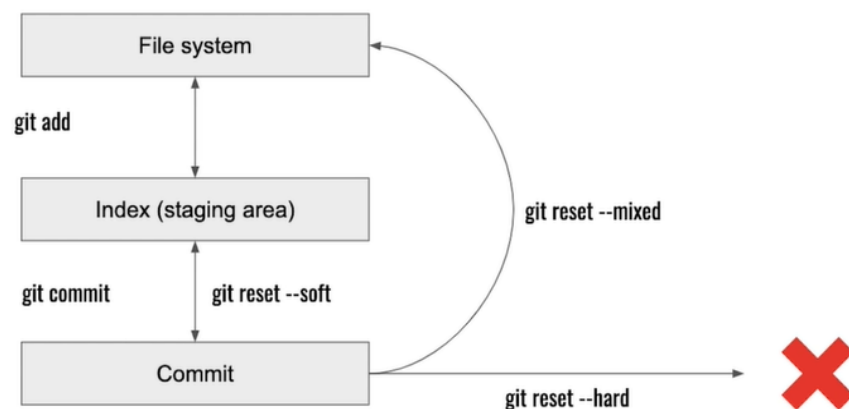 File system
git add
Index (staging area)
git reset --mixed
git commit
git reset --soft
Commit
git reset --hard